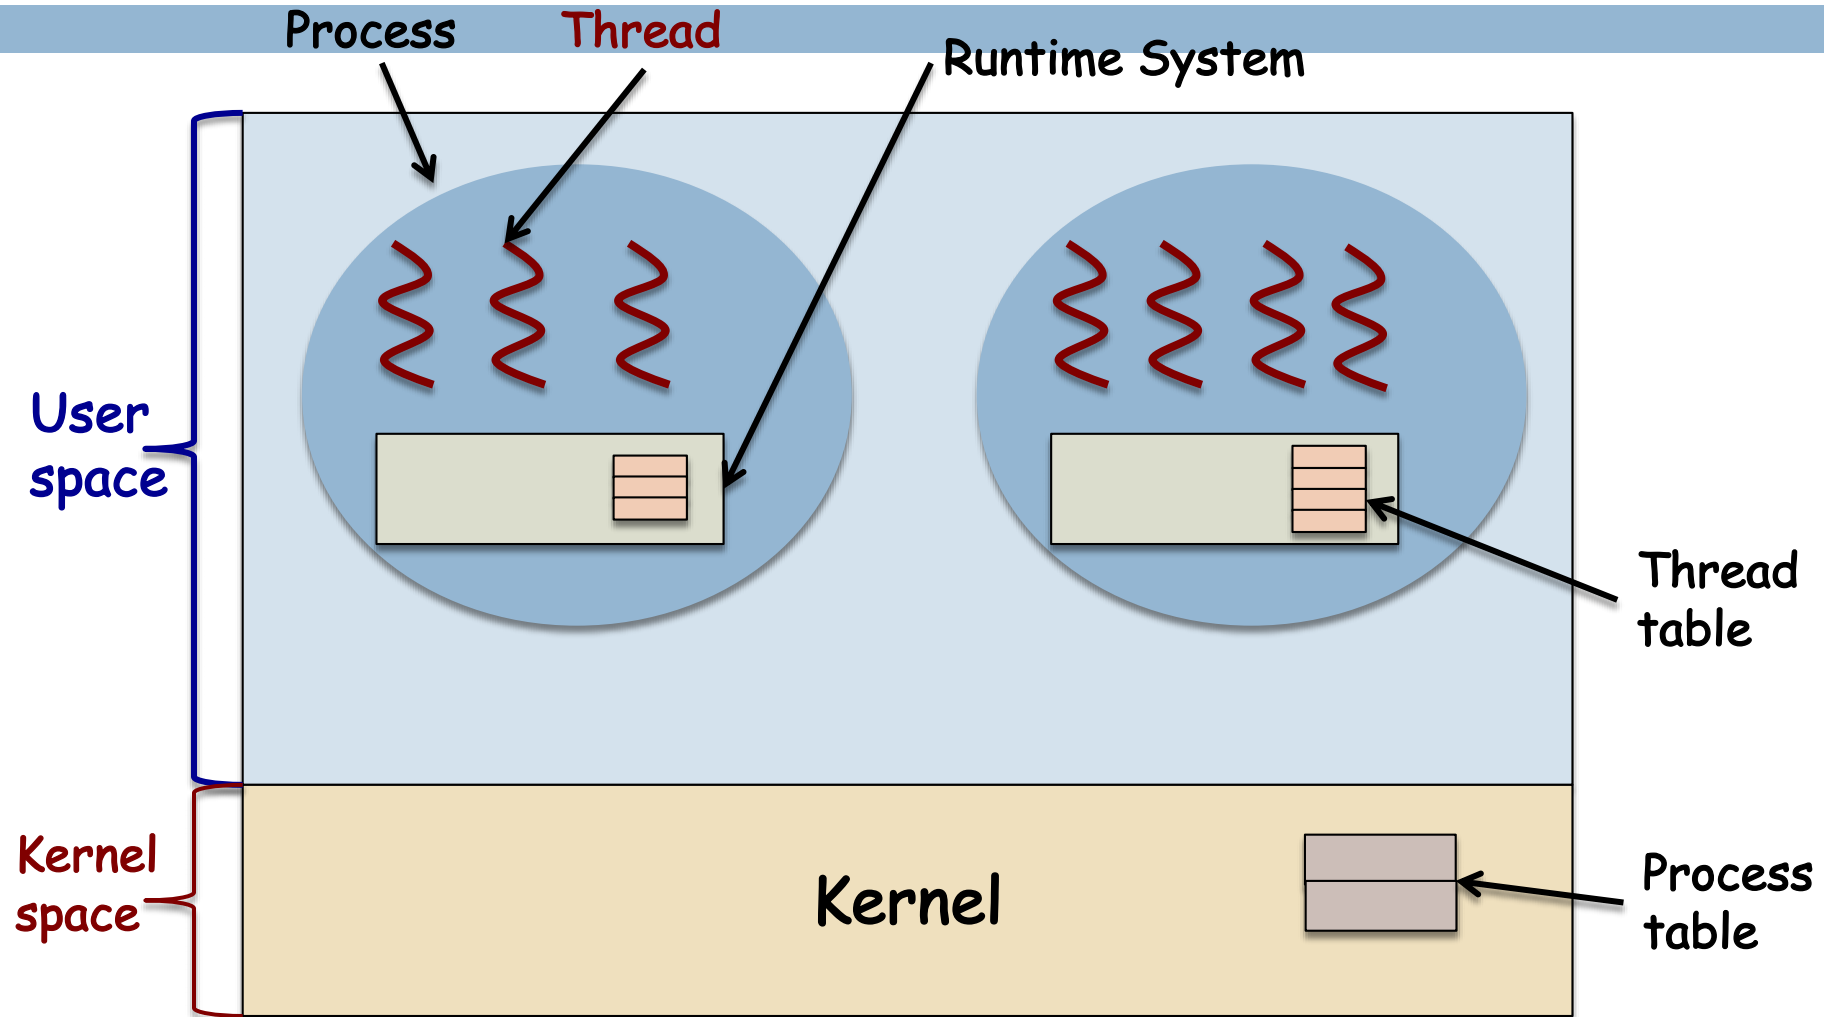 Process
Thread
Runtime System
User
space
Thread
table
Kernel
space
Kernel
Process
table